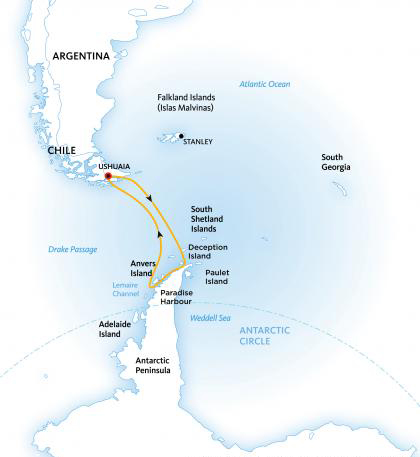 ARGENTINA
Atlantic Ocean
Falkland Islands
(Islas Malvinas)
STANLEY
CHILE
USHUAIA
South
Georgia
South
Shetland
Islands
Drake Passage
Deception
Island
Anvers
Island
Paulet
Island
Lemaire
Channel
Paradise
Harbour
Weddell Sea
Adelaide
Island
ANTARCTIC
CIRCLE
Antarctic
Peninsula